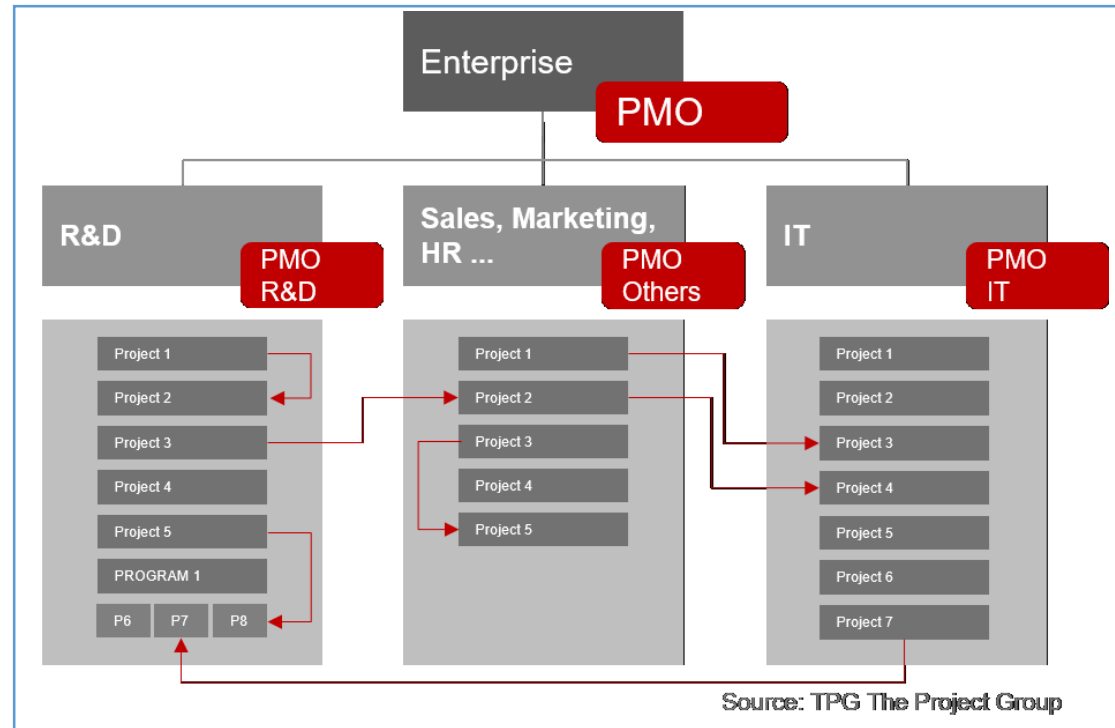 Enterprise
PMO
R&D
PMO
R&D
Sales, Marketing,
HR ...
PMO
Others
IT
PMO
IT
Project 1
Project 2
Project 3
Project 4
Project 5
PROGRAM 1
P6 P7 P8
Project 1
Project 2
Project 3
Project 4
Project 5
Project 1
Project 2
Project 3
Project 4
Project 5
Project 6
Project 7
Source: TPG The Project Group